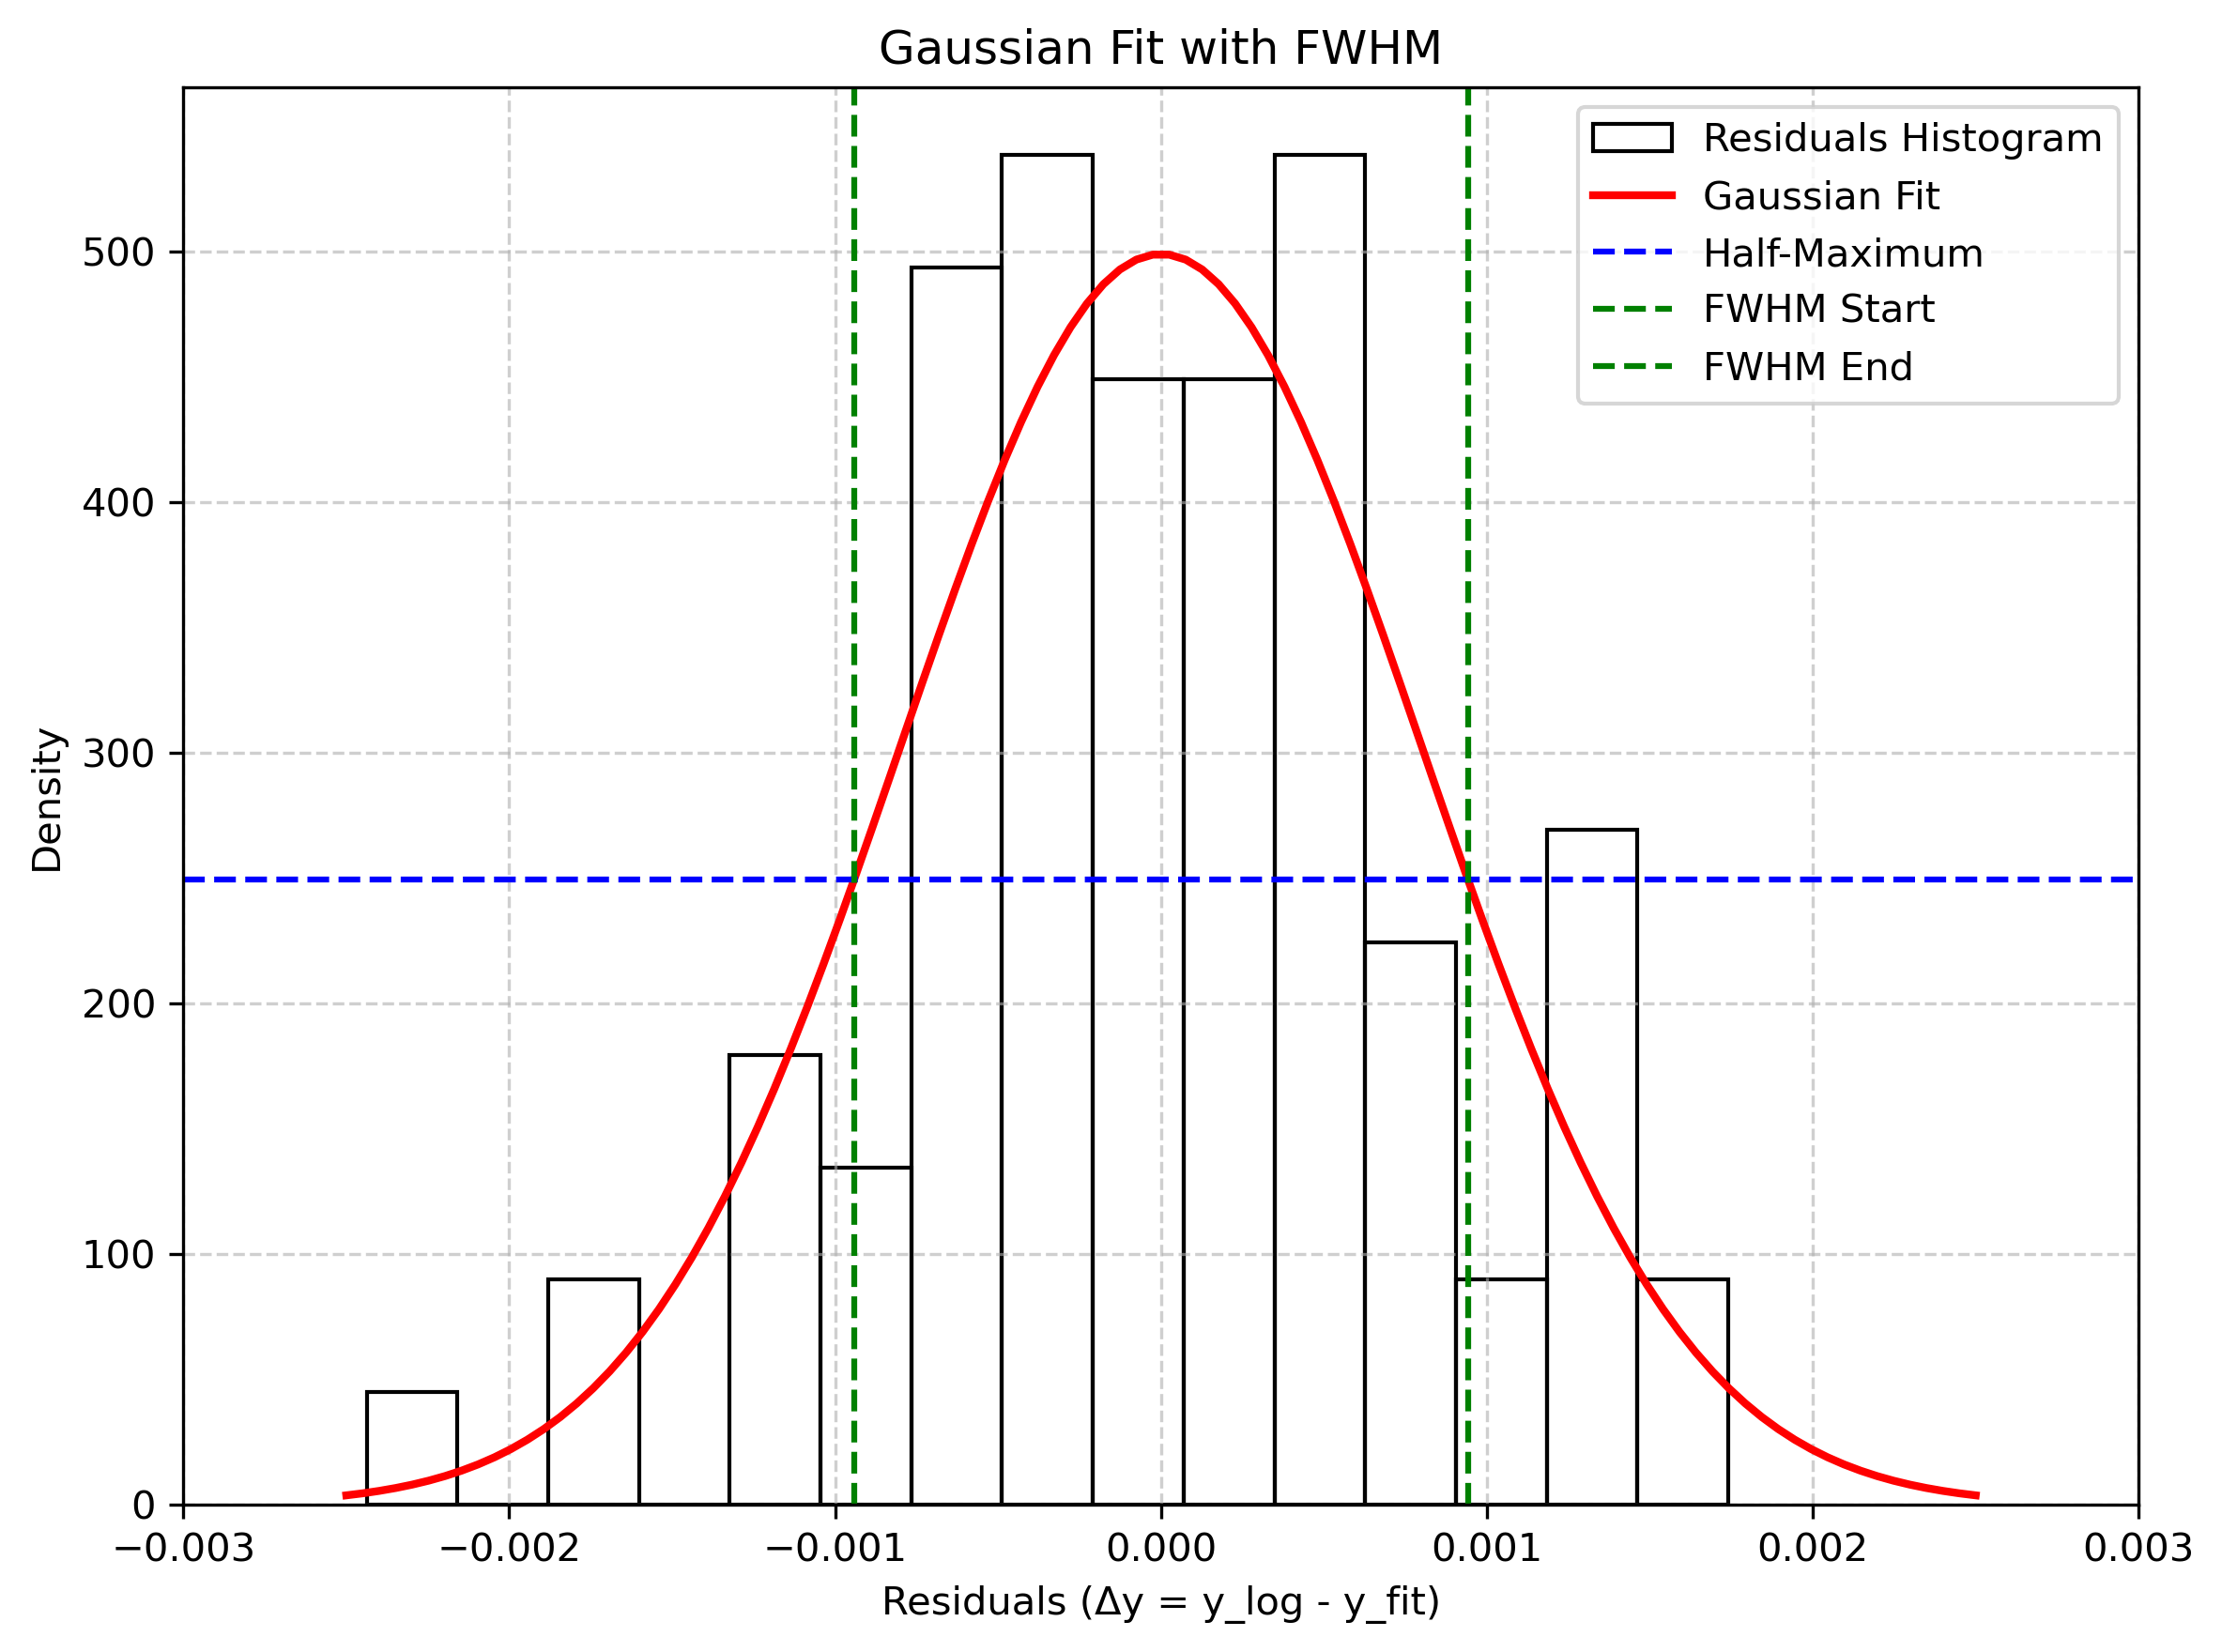 Gaussian Fit with FWHM
Residuals Histogram
Gaussian Fit
Half-Maximum
FWHM Start
FWHM End
Density
500
400
300
200
100
0
−0.003 −0.002 −0.001 0.000 0.001 0.002 0.003
Residuals (Δy = y_log - y_fit)